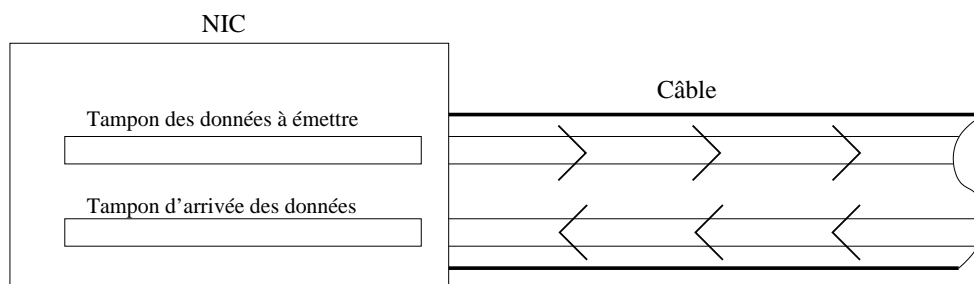 NIC
Câble
Tampon des données à émettre
Tampon d'arrivée des données